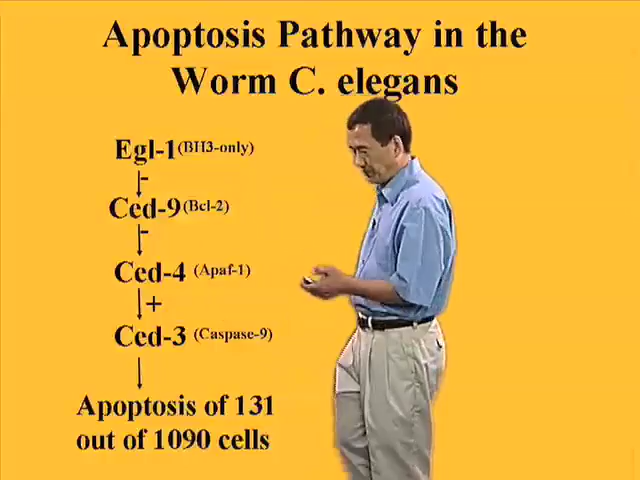 Apoptosis Pathway in the
Worm C. elegans
Egl-1(BH3-only)
-
Ced-9(Bcl-2)
-
Ced-4 (Apaf-1)
+
Ced-3 (Caspase-9)
Apoptosis of 131
out of 1090 cells